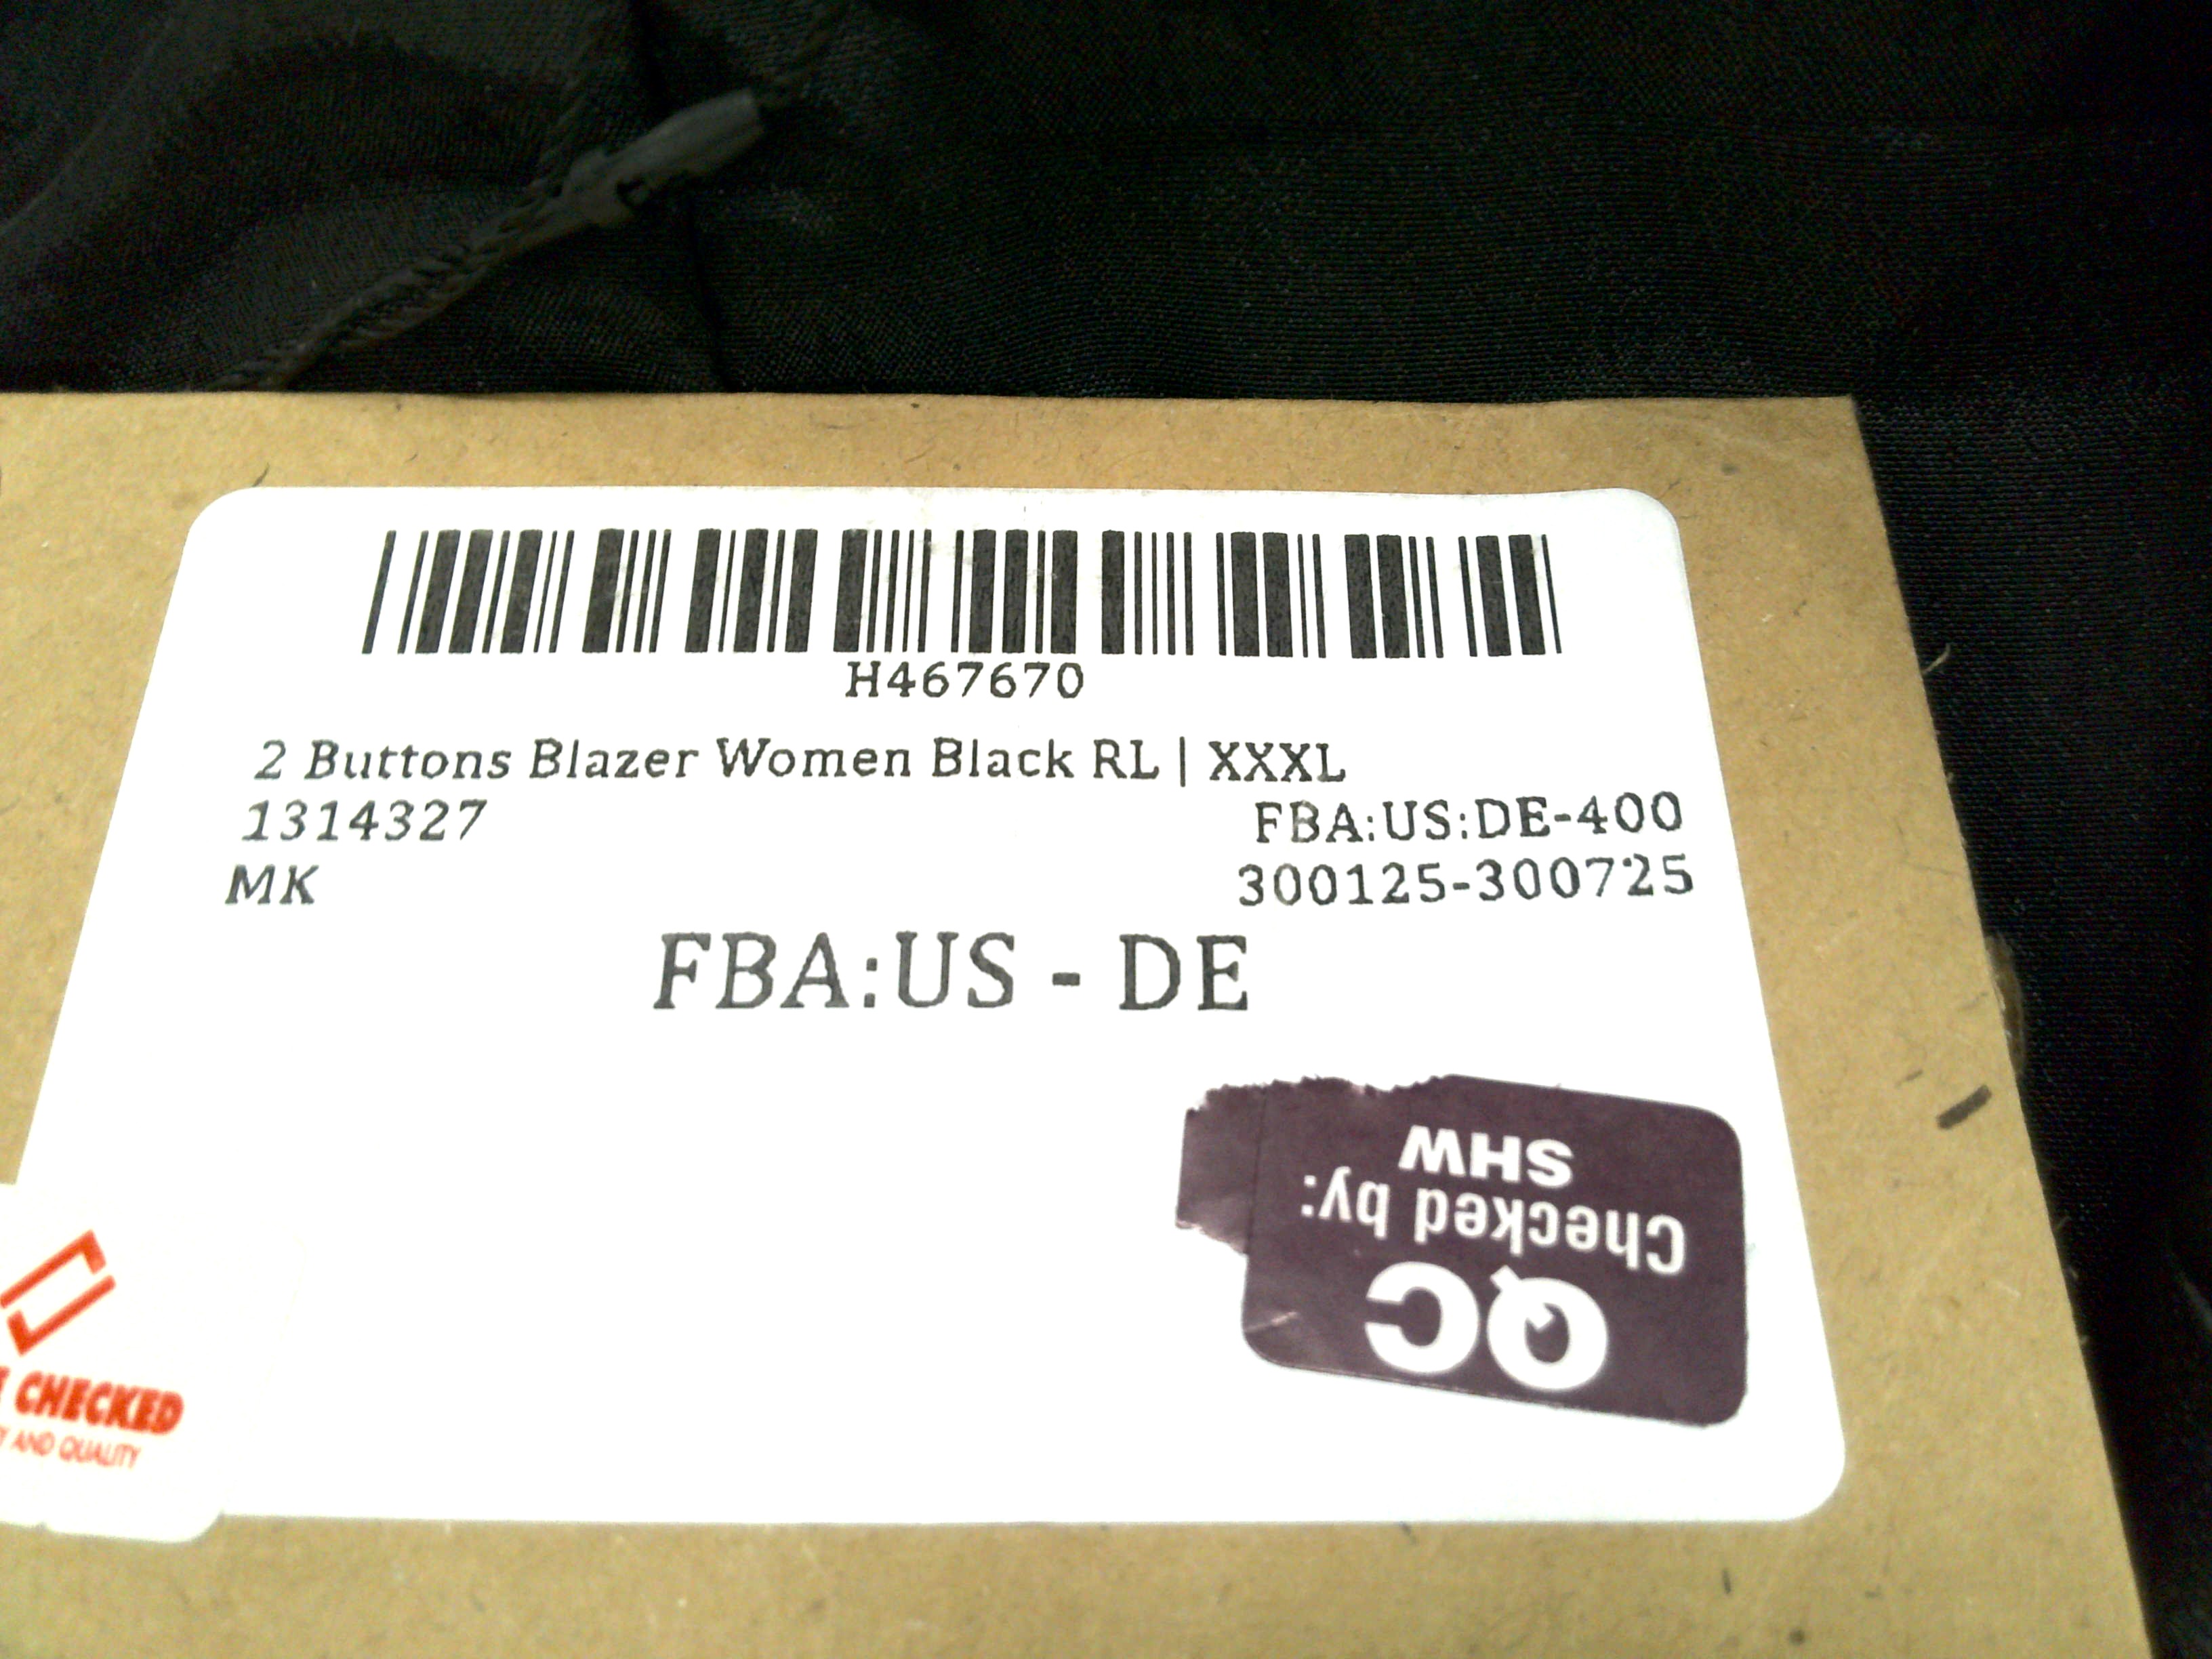 H467670
2 Buttons Blazer Women Black RL | XXXL
1314327 FBA:US:DE-400
MK 300125-300725
FBA:US - DE
QC
Checked by:
SHW
CHECKED
AND QUALITY